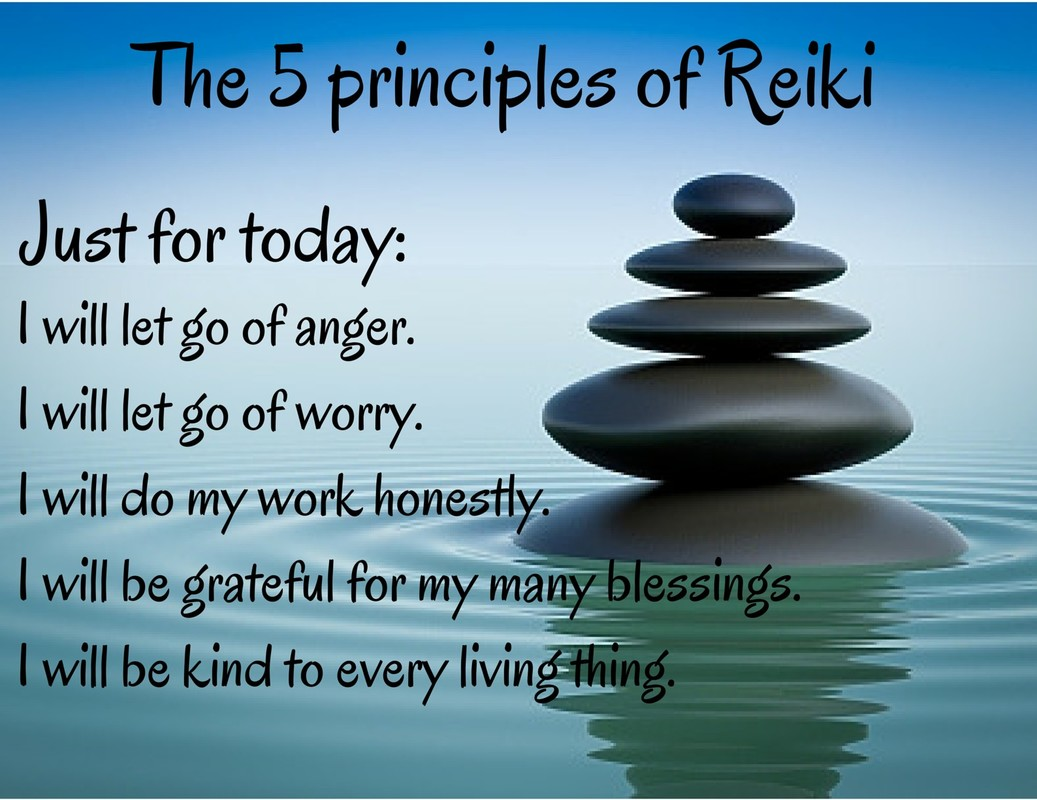 The 5 principles of Reiki
Just for today:
I will let go of anger.
I will let go of worry.
I will do my work honestly.
I will be grateful for my many blessings.
I will be kind to every living thing.